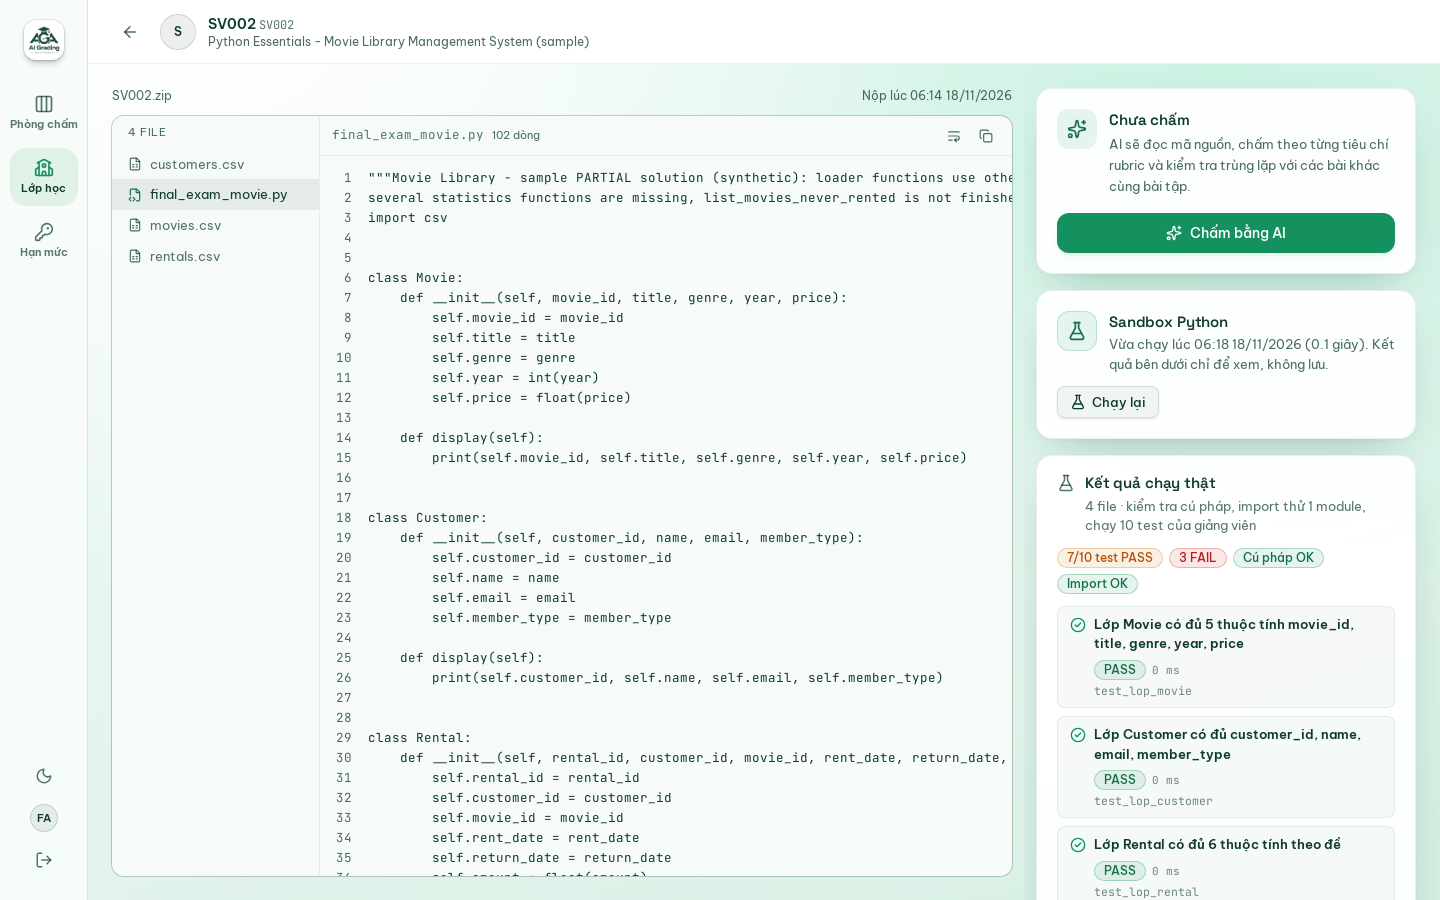 AI Grading
Phòng chấm
Lớp học
Hạn mức
FA
S
SV002 SV002
Python Essentials - Movie Library Management System (sample)
SV002.zip
Nộp lúc 06:14 18/11/2026
4 FILE
customers.csv
final_exam_movie.py
movies.csv
rentals.csv
final_exam_movie.py 102 dòng
1 """Movie Library - sample PARTIAL solution (synthetic): loader functions use othe
2 several statistics functions are missing, list_movies_never_rented is not finishe
3 import csv
4
5
6 class Movie:
7 def __init__(self, movie_id, title, genre, year, price):
8 self.movie_id = movie_id
9 self.title = title
10 self.genre = genre
11 self.year = int(year)
12 self.price = float(price)
13
14 def display(self):
15 print(self.movie_id, self.title, self.genre, self.year, self.price)
16
17
18 class Customer:
19 def __init__(self, customer_id, name, email, member_type):
20 self.customer_id = customer_id
21 self.name = name
22 self.email = email
23 self.member_type = member_type
24
25 def display(self):
26 print(self.customer_id, self.name, self.email, self.member_type)
27
28
29 class Rental:
30 def __init__(self, rental_id, customer_id, movie_id, rent_date, return_date,
31 self.rental_id = rental_id
32 self.customer_id = customer_id
33 self.movie_id = movie_id
34 self.rent_date = rent_date
35 self.return_date = return_date
36 self.amount = float(amount)
Chưa chấm
AI sẽ đọc mã nguồn, chấm theo từng tiêu chí
rubric và kiểm tra trùng lặp với các bài khác
cùng bài tập.
Chấm bằng AI
Sandbox Python
Vừa chạy lúc 06:18 18/11/2026 (0.1 giây). Kết
quả bên dưới chỉ để xem, không lưu.
Chạy lại
Kết quả chạy thật
4 file · kiểm tra cú pháp, import thử 1 module,
chạy 10 test của giảng viên
7/10 test PASS 3 FAIL Cú pháp OK
Import OK
Lớp Movie có đủ 5 thuộc tính movie_id,
title, genre, year, price
PASS 0 ms
test_lop_movie
Lớp Customer có đủ customer_id, name,
email, member_type
PASS 0 ms
test_lop_customer
Lớp Rental có đủ 6 thuộc tính theo đề
PASS 0 ms
test_lop_rental